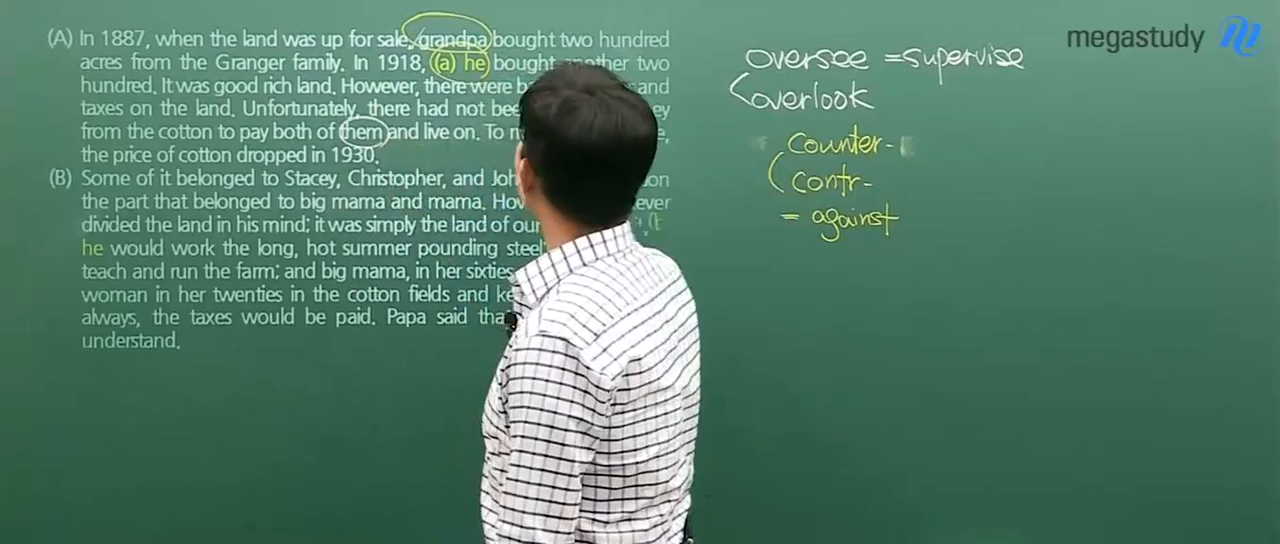 (A) In 1887, when the land was up for sale, grandpa bought two hundred
acres from the Granger family. In 1918, (a) he bought another two
hundred. It was good rich land. However, there were and
taxes on the land. Unfortunately, there had not
from the cotton to pay both of them and live on. To
the price of cotton dropped in 1930.
(B) Some of it belonged to Stacey, Christopher, and
the part that belonged to big mama and mama.
divided the land in his mind; it was simply the land of
he would work the long, hot summer pounding
teach and run the farm; and big mama, in her sixties
woman in her twenties in the cotton fields and
always, the taxes would be paid. Papa said
understand.
megastudy
oversee = supervise
overlook
counter-
contr-
= against